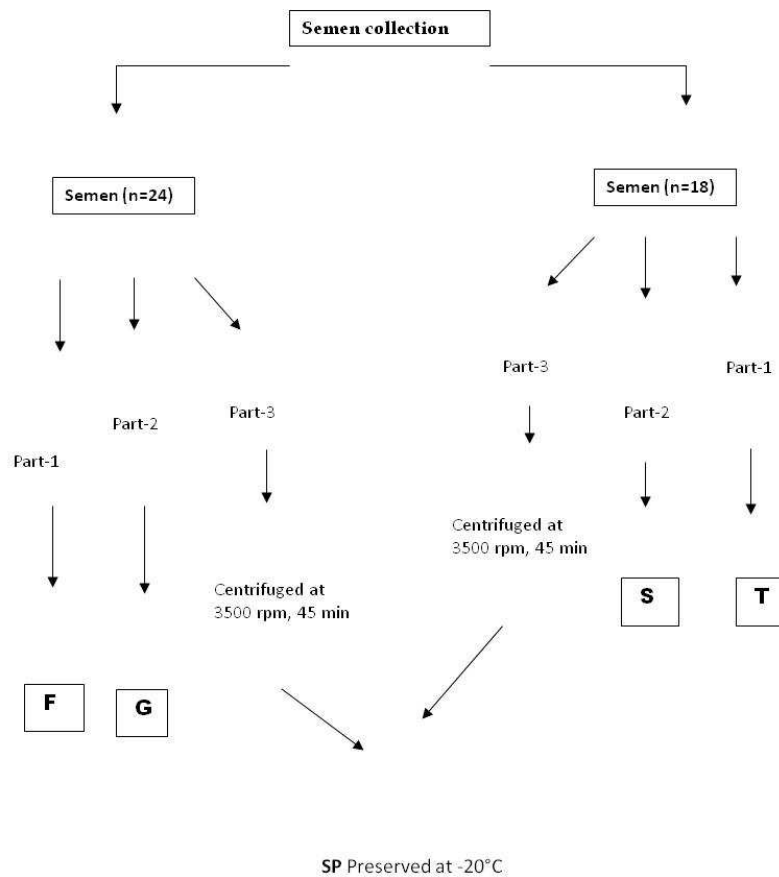 Semen collection
Semen (n=24)
Semen (n=18)
Part-3
Part-1
Part-3
Part-2
Part-2
Part-1
Centrifuged at
3500 rpm, 45 min
Centrifuged at
3500 rpm, 45 min
S
T
F
G
SP Preserved at -20°C